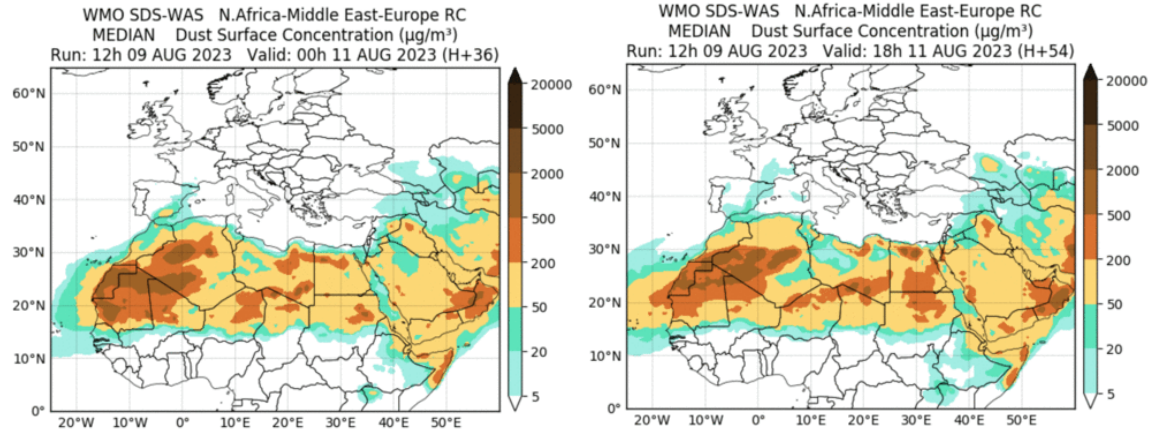 WMO SDS-WAS N.Africa-Middle East-Europe RC
MEDIAN Dust Surface Concentration (µg/m³)
Run: 12h 09 AUG 2023 Valid: 00h 11 AUG 2023 (H+36)
60°N
50°N
40°N
30°N
20°N
10°N
0°
20°W 10°W 0° 10°E 20°E 30°E 40°E 50°E
20000
5000
2000
500
200
50
20
5
WMO SDS-WAS N.Africa-Middle East-Europe RC
MEDIAN Dust Surface Concentration (µg/m³)
Run: 12h 09 AUG 2023 Valid: 18h 11 AUG 2023 (H+54)
60°N
50°N
40°N
30°N
20°N
10°N
0°
20°W 10°W 0° 10°E 20°E 30°E 40°E 50°E
20000
5000
2000
500
200
50
20
5